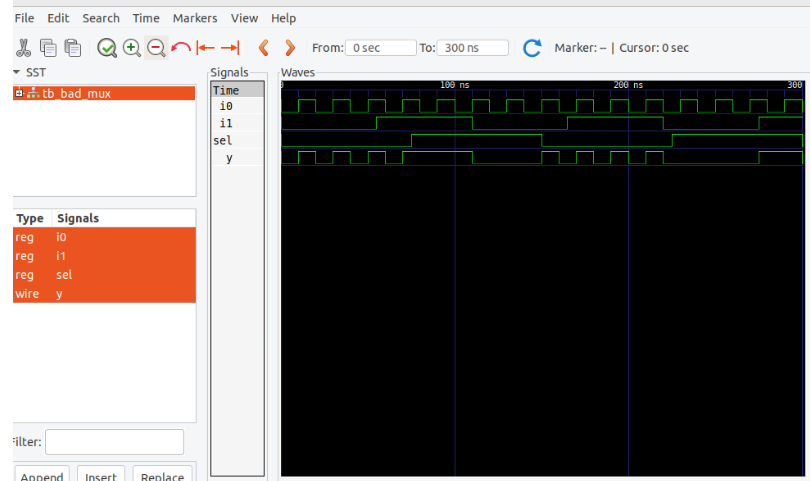 File Edit Search Time Markers View Help
From: 0 sec To: 300 ns Marker: -- | Cursor: 0 sec
SST
tb_bad_mux
Type Signals
reg i0
reg i1
reg sel
wire y
Filter:
Append Insert Replace
Signals
Time
i0
i1
sel
y
Waves
0 100 ns 200 ns 300